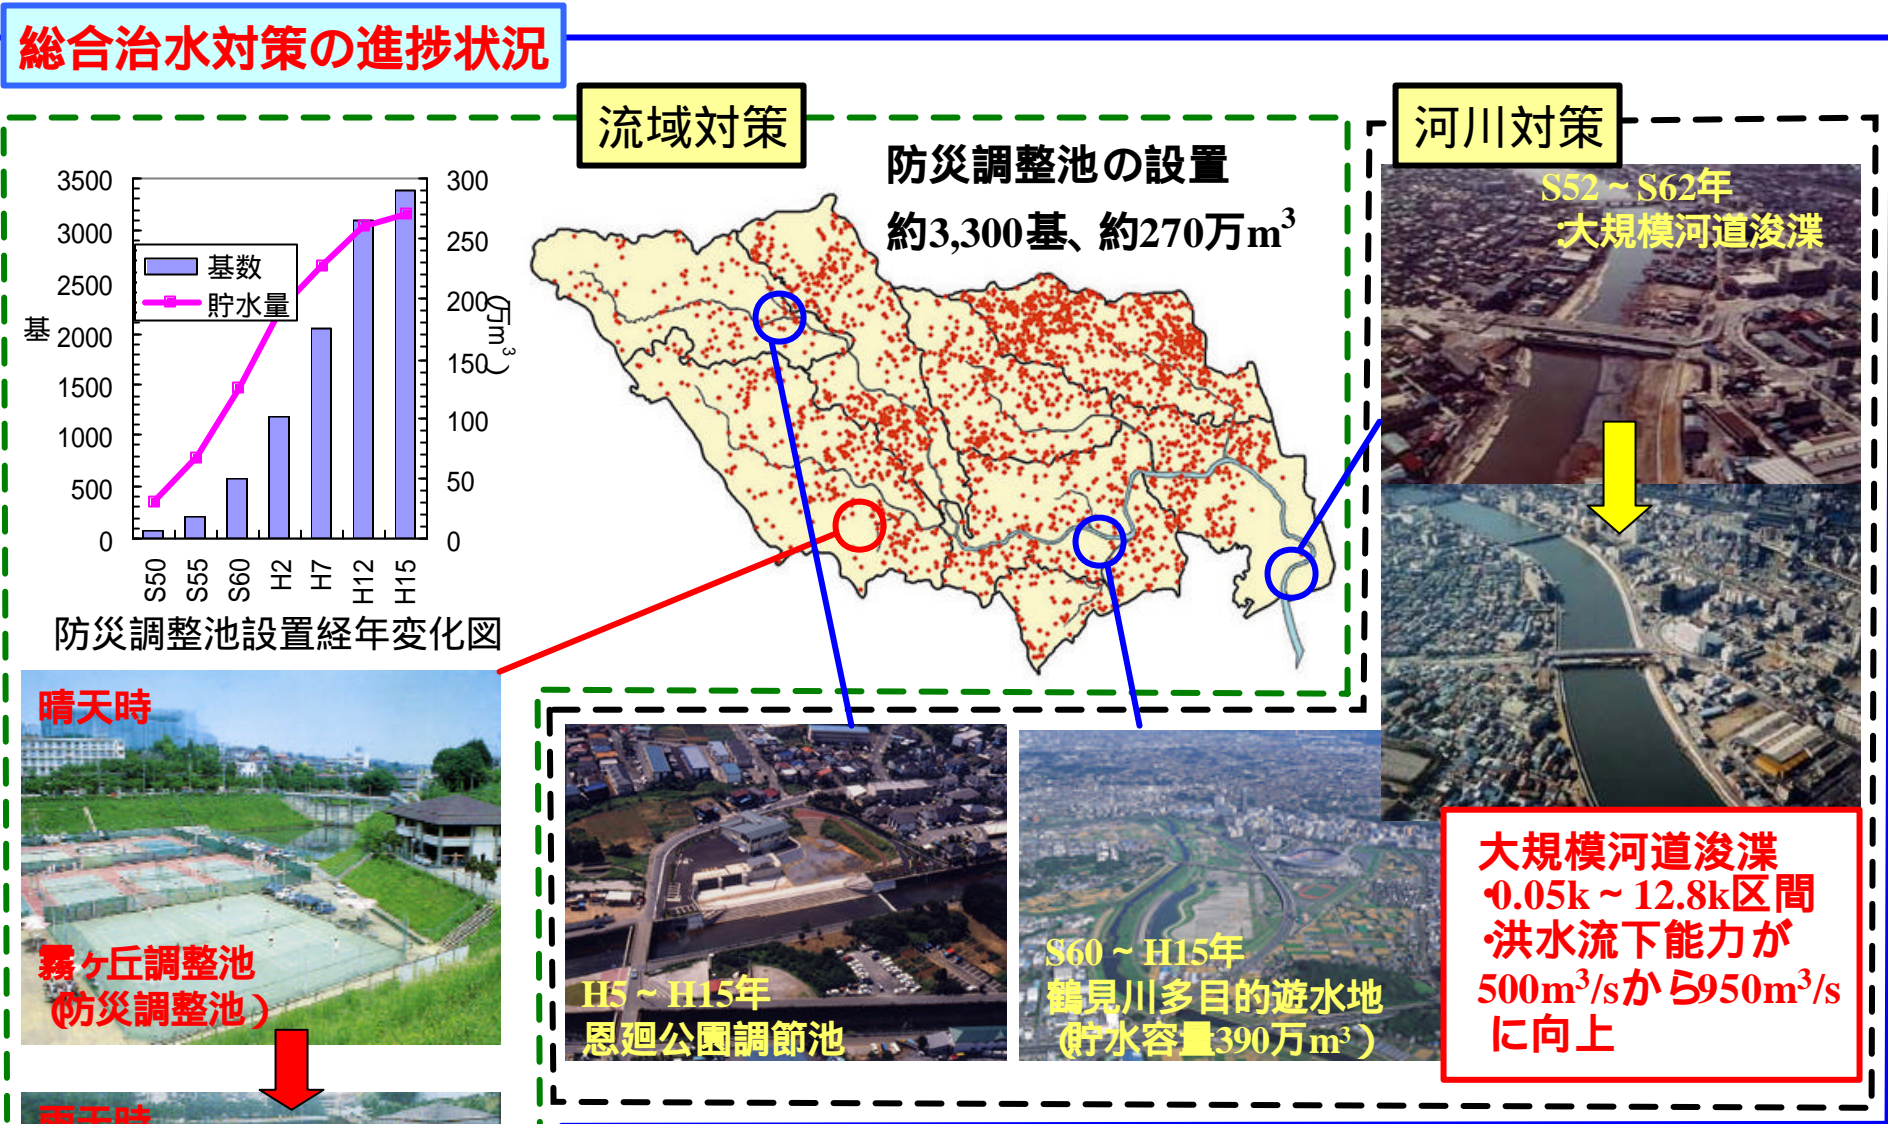 総合治水対策の進捗状況
流域対策
防災調整池の設置
約3,300基、約270万m³
3500
3000
2500
2000
1500
1000
500
0
基
基数
貯水量
300
250
200
150
100
50
0
(万m³)
S50
S55
S60
H2
H7
H12
H15
防災調整池設置経年変化図
晴天時
霧ヶ丘調整池
(防災調整池)
雨天時
河川対策
S52~S62年
:大規模河道浚渫
H5~H15年
恩廻公園調節池
S60~H15年
鶴見川多目的遊水地
(貯水容量390万m³)
大規模河道浚渫
・0.05k~12.8k区間
・洪水流下能力が
500m³/sから950m³/s
に向上